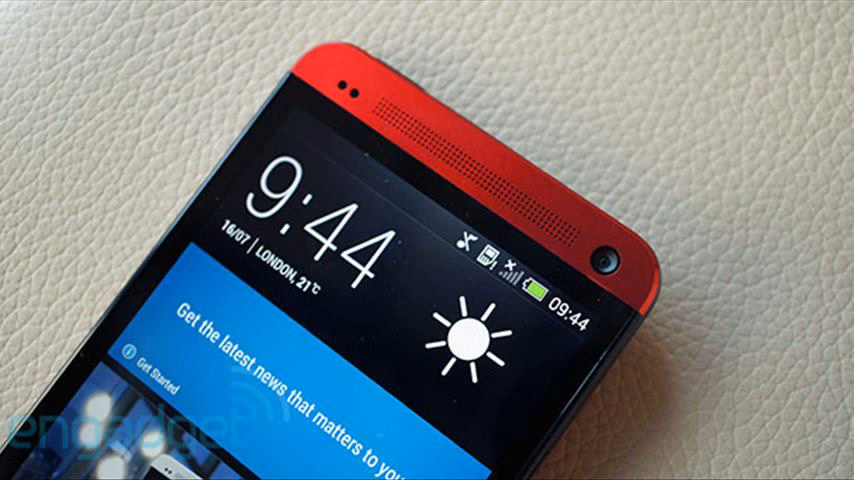 09:44
9:44
16/07 | LONDON, 21°C
Get the latest news that matters to you
Get Started
engadget